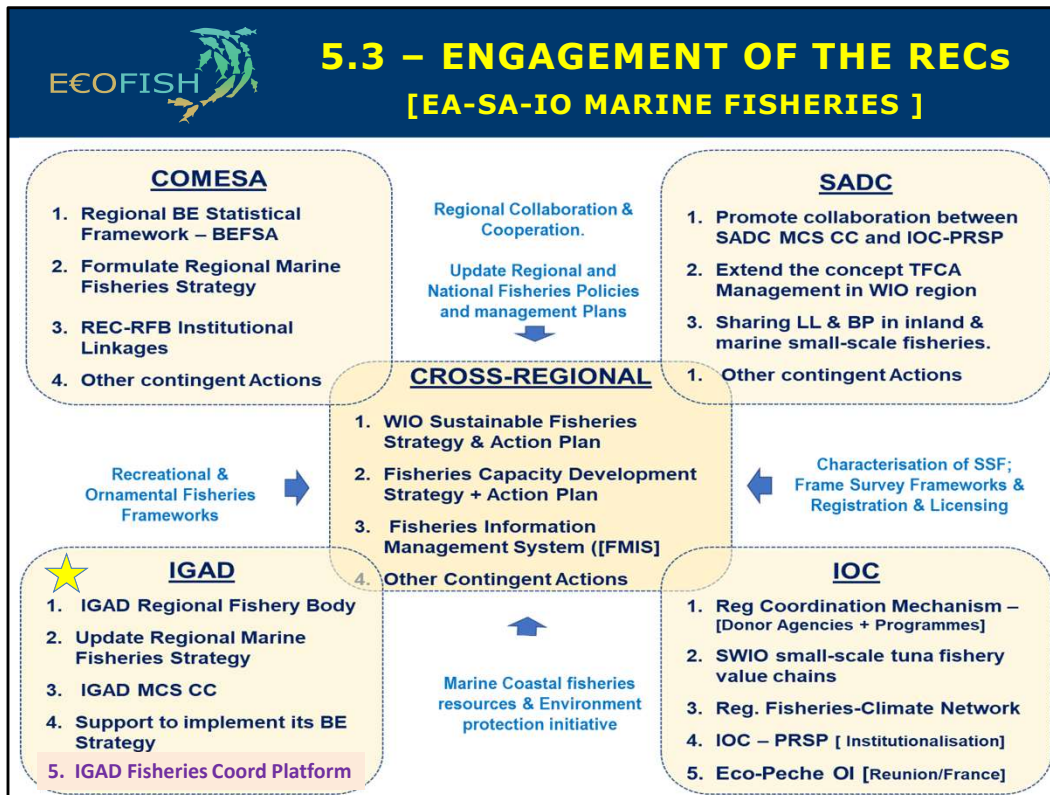 E€OFISH
5.3 – ENGAGEMENT OF THE RECs
[EA-SA-IO MARINE FISHERIES ]
COMESA
1. Regional BE Statistical
Framework – BEFSA
2. Formulate Regional Marine
Fisheries Strategy
3. REC-RFB Institutional
Linkages
4. Other contingent Actions
Regional Collaboration &
Cooperation.
Update Regional and
National Fisheries Policies
and management Plans
SADC
1. Promote collaboration between
SADC MCS CC and IOC-PRSP
2. Extend the concept TFCA
Management in WIO region
3. Sharing LL & BP in inland &
marine small-scale fisheries.
1. Other contingent Actions
CROSS-REGIONAL
1. WIO Sustainable Fisheries
Strategy & Action Plan
2. Fisheries Capacity Development
Strategy + Action Plan
3. Fisheries Information
Management System ([FMIS]
4. Other Contingent Actions
Recreational &
Ornamental Fisheries
Frameworks
Characterisation of SSF;
Frame Survey Frameworks &
Registration & Licensing
IGAD
1. IGAD Regional Fishery Body
2. Update Regional Marine
Fisheries Strategy
3. IGAD MCS CC
4. Support to implement its BE
Strategy
5. IGAD Fisheries Coord Platform
Marine Coastal fisheries
resources & Environment
protection initiative
IOC
1. Reg Coordination Mechanism –
[Donor Agencies + Programmes]
2. SWIO small-scale tuna fishery
value chains
3. Reg. Fisheries-Climate Network
4. IOC – PRSP [ Institutionalisation]
5. Eco-Peche OI [Reunion/France]